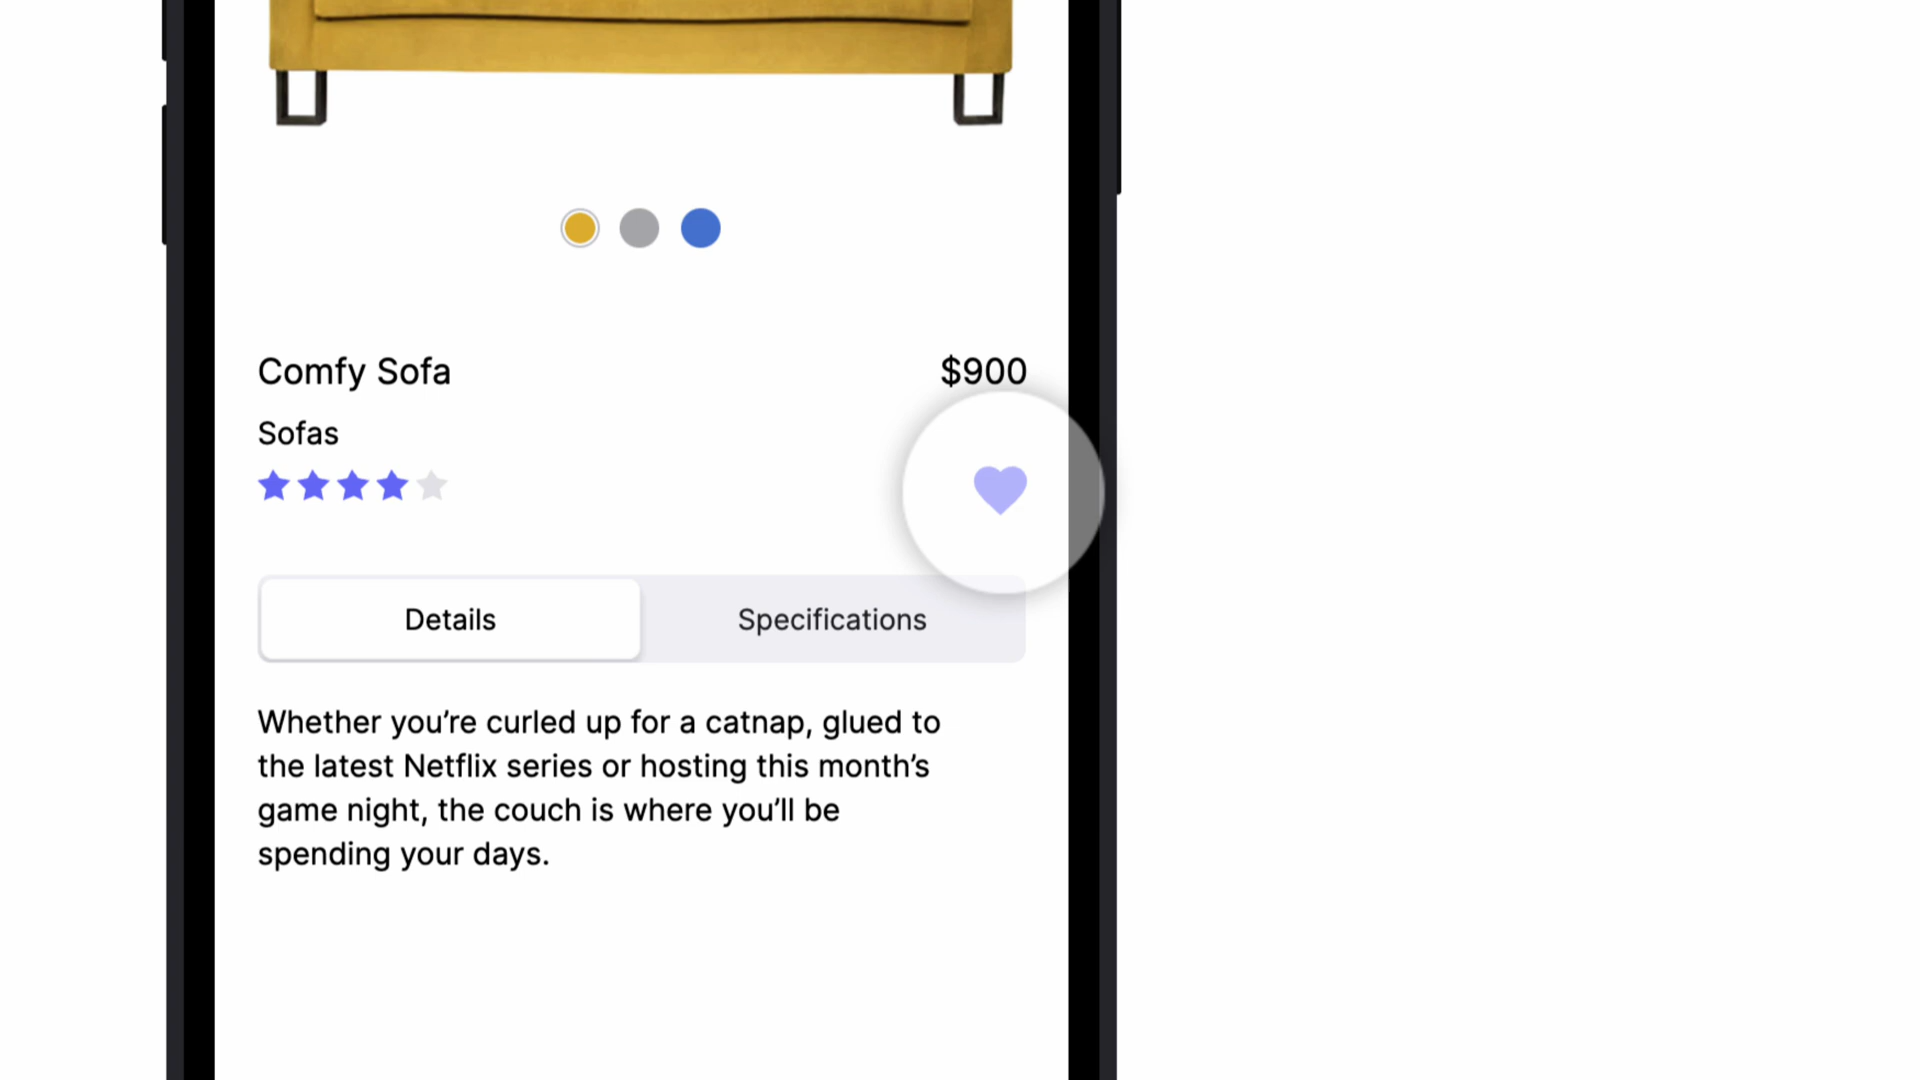 Comfy Sofa
$900
Sofas
Details
Specifications
Whether you’re curled up for a catnap, glued to
the latest Netflix series or hosting this month’s
game night, the couch is where you’ll be
spending your days.